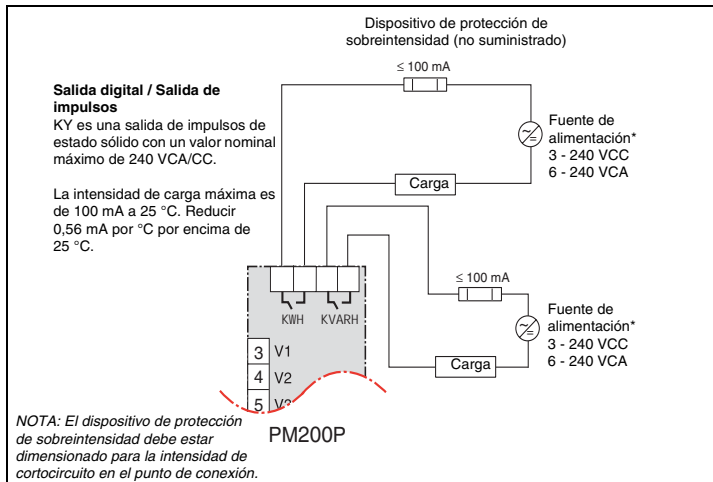 Dispositivo de protección de
sobreintensidad (no suministrado)
≤ 100 mA
Salida digital / Salida de
impulsos
KY es una salida de impulsos de
estado sólido con un valor nominal
máximo de 240 VCA/CC.
La intensidad de carga máxima es
de 100 mA a 25 °C. Reducir
0,56 mA por °C por encima de
25 °C.
Fuente de
alimentación*
3 - 240 VCC
6 - 240 VCA
Carga
≤ 100 mA
Fuente de
alimentación*
3 - 240 VCC
6 - 240 VCA
Carga
KWH KVARH
3 V1
4 V2
5 V3
PM200P
NOTA: El dispositivo de protección
de sobreintensidad debe estar
dimensionado para la intensidad de
cortocircuito en el punto de conexión.